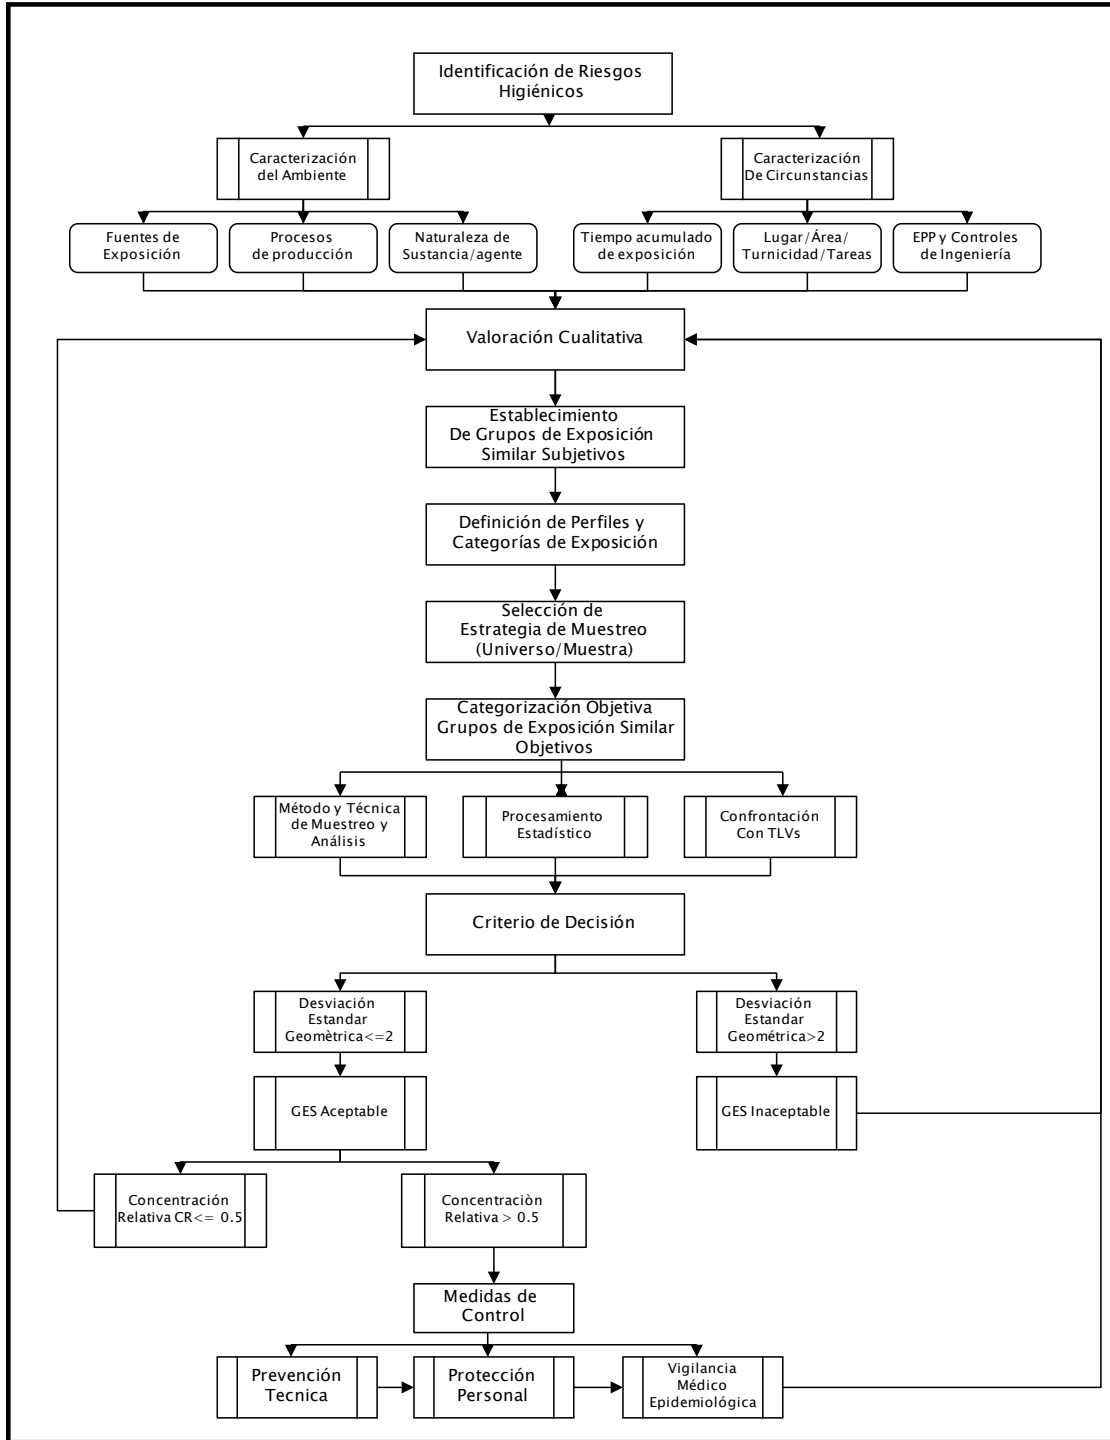 Identificación de Riesgos
Higiénicos
Caracterización
del Ambiente
Caracterización
De Circunstancias
Fuentes de
Exposición
Procesos
de producción
Naturaleza de
Sustancia/agente
Tiempo acumulado
de exposición
Lugar/Área/
Turnicidad/Tareas
EPP y Controles
de Ingeniería
Valoración Cualitativa
Establecimiento
De Grupos de Exposición
Similar Subjetivos
Definición de Perfiles y
Categorías de Exposición
Selección de
Estrategia de Muestreo
(Universo/Muestra)
Categorización Objetiva
Grupos de Exposición Similar
Objetivos
Método y Técnica
de Muestreo y
Análisis
Procesamiento
Estadístico
Confrontación
Con TLVs
Criterio de Decisión
Desviación
Estandar
Geomètrica<=2
Desviación
Estandar
Geométrica>2
GES Aceptable
GES Inaceptable
Concentración
Relativa CR<= 0.5
Concentraciòn
Relativa > 0.5
Medidas de
Control
Prevención
Tecnica
Protección
Personal
Vigilancia
Médico
Epidemiológica